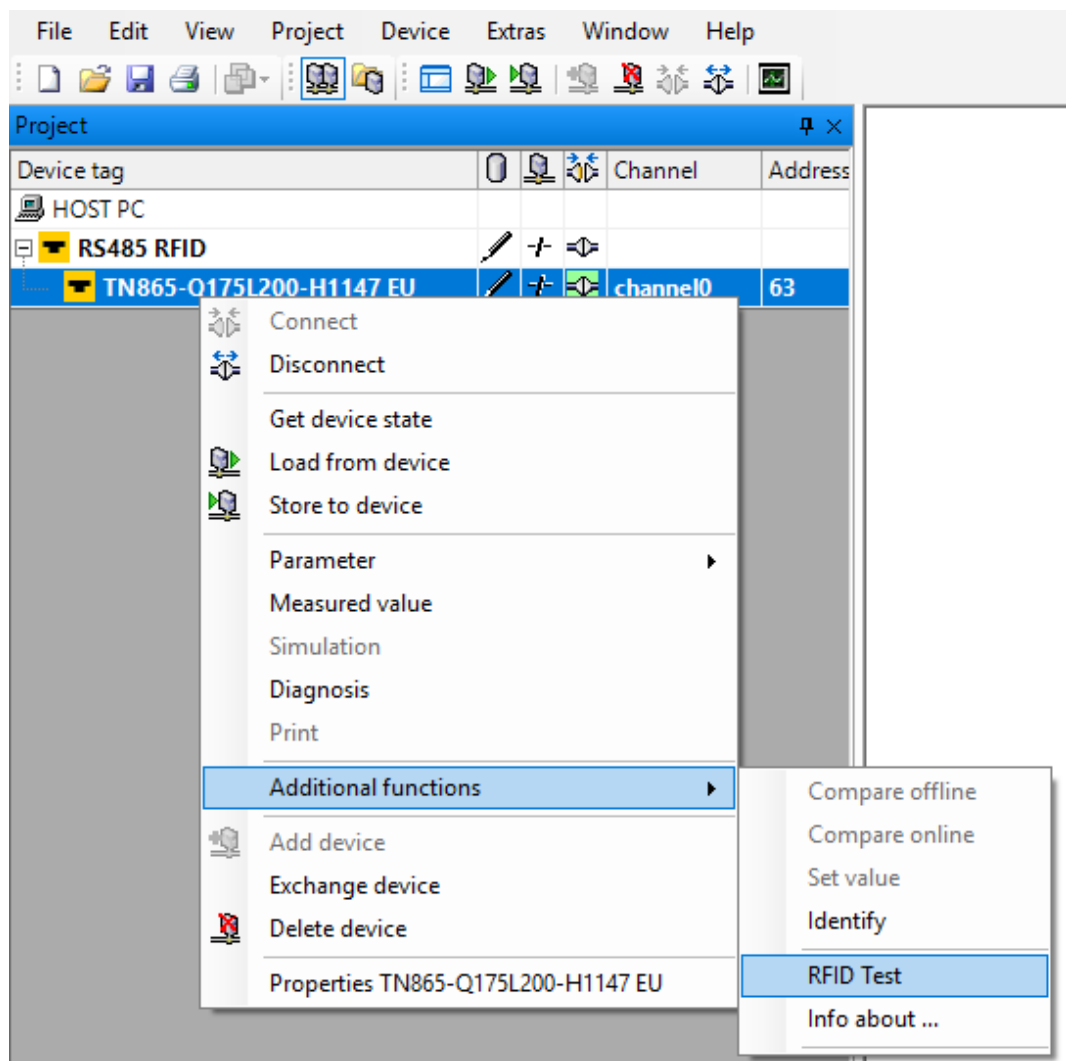 File Edit View Project Device Extras Window Help
Project
Device tag Channel Address
HOST PC
RS485 RFID
TN865-Q175L200-H1147 EU channel0 63
Connect
Disconnect
Get device state
Load from device
Store to device
Parameter
Measured value
Simulation
Diagnosis
Print
Additional functions
Compare offline
Add device
Compare online
Exchange device
Set value
Delete device
Identify
Properties TN865-Q175L200-H1147 EU
RFID Test
Info about ...